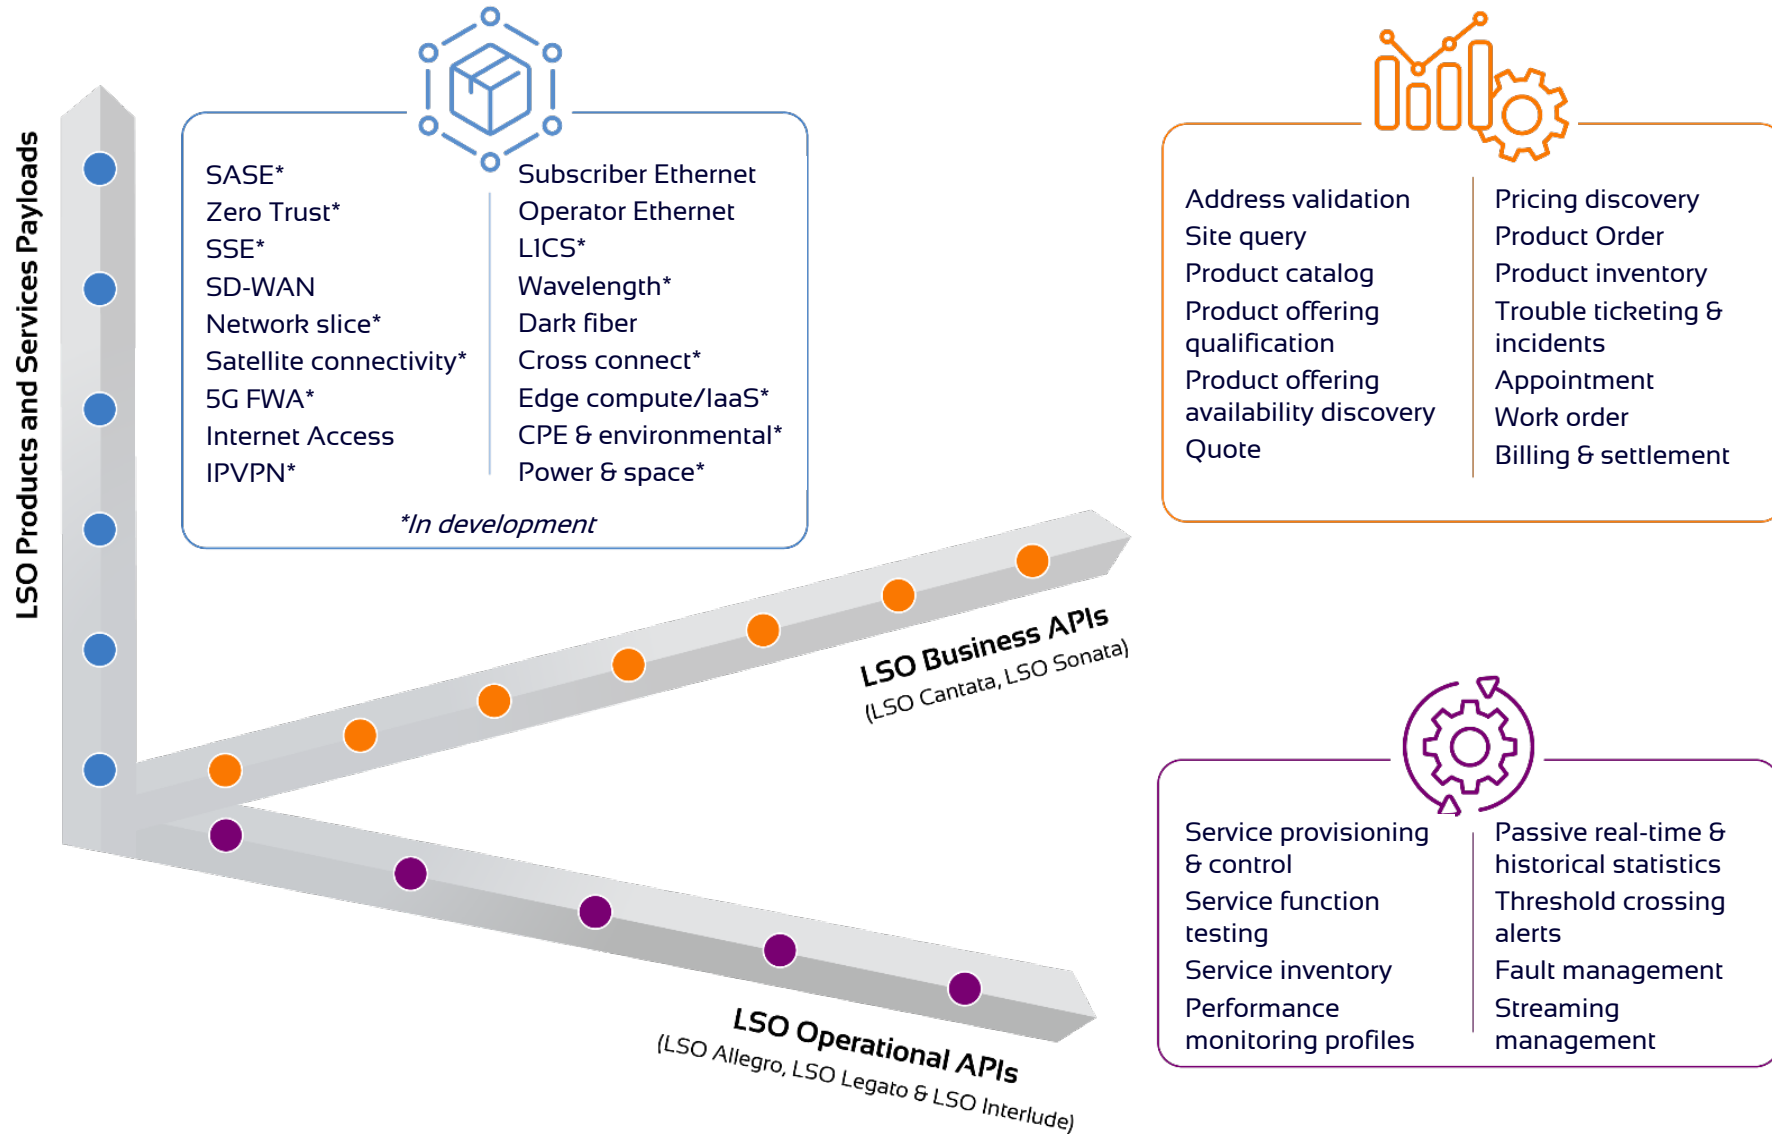 LSO Products and Services Payloads
SASE*
Zero Trust*
SSE*
SD-WAN
Network slice*
Satellite connectivity*
5G FWA*
Internet Access
IPVPN*
Subscriber Ethernet
Operator Ethernet
L1CS*
Wavelength*
Dark fiber
Cross connect*
Edge compute/IaaS*
CPE & environmental*
Power & space*
*In development
Address validation
Site query
Product catalog
Product offering
qualification
Product offering
availability discovery
Quote
Pricing discovery
Product Order
Product inventory
Trouble ticketing &
incidents
Appointment
Work order
Billing & settlement
LSO Business APIs
(LSO Cantata, LSO Sonata)
Service provisioning
& control
Service function
testing
Service inventory
Performance
monitoring profiles
Passive real-time &
historical statistics
Threshold crossing
alerts
Fault management
Streaming
management
LSO Operational APIs
(LSO Allegro, LSO Legato & LSO Interlude)